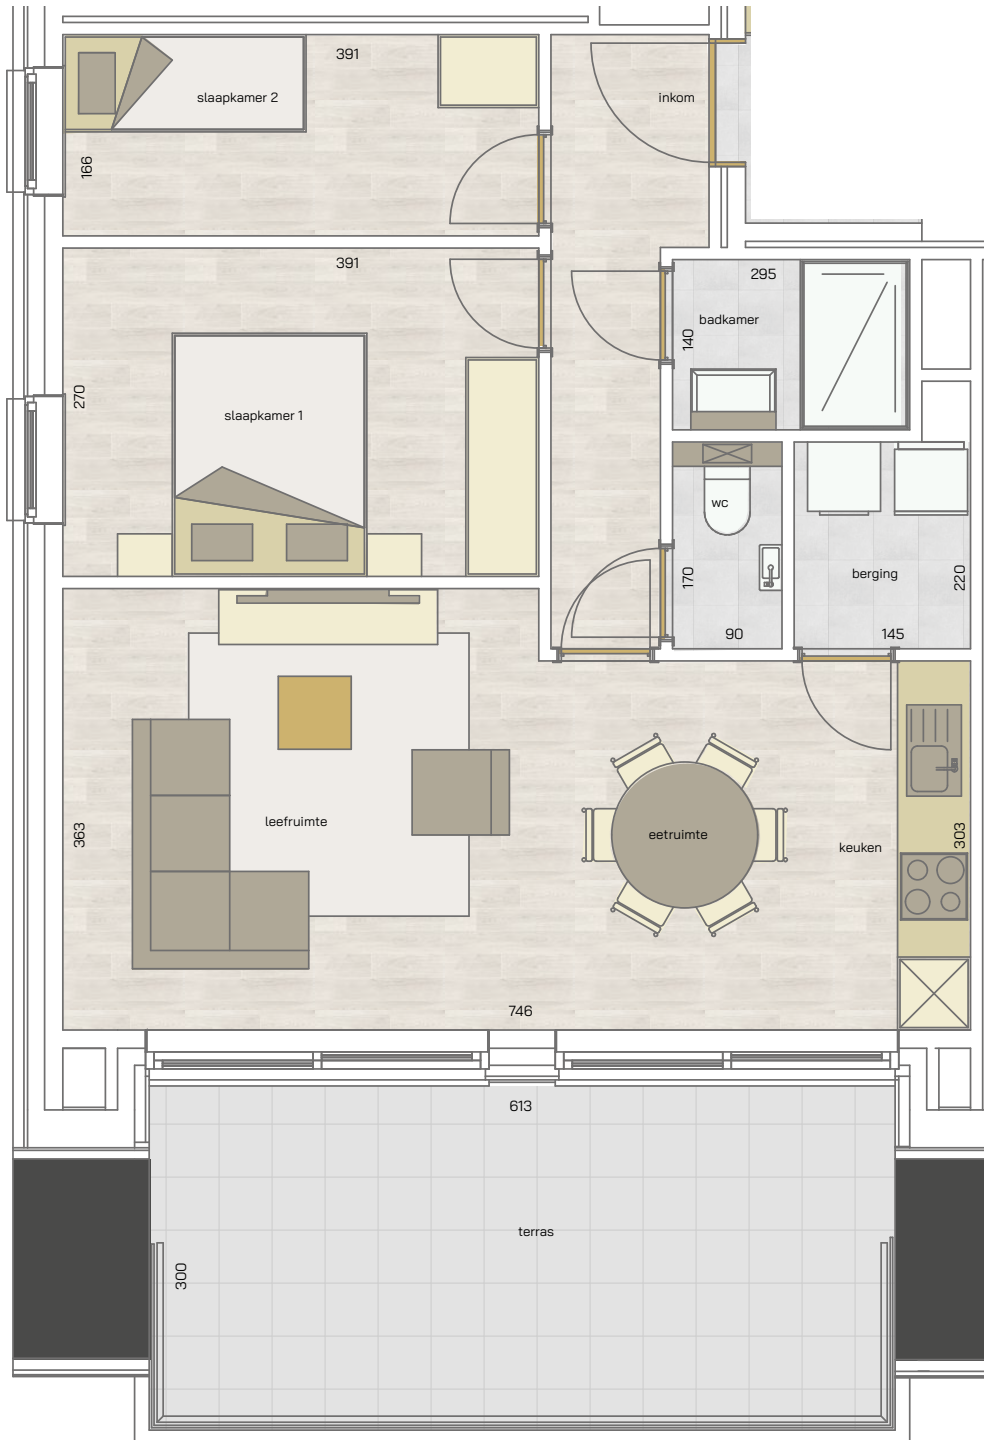 391
slaapkamer 2
inkom
166
391
295
badkamer
140
270
slaapkamer 1
wc
170
berging
220
90
145
363
leefruimte
eetruimte
keuken
303
746
613
terras
300